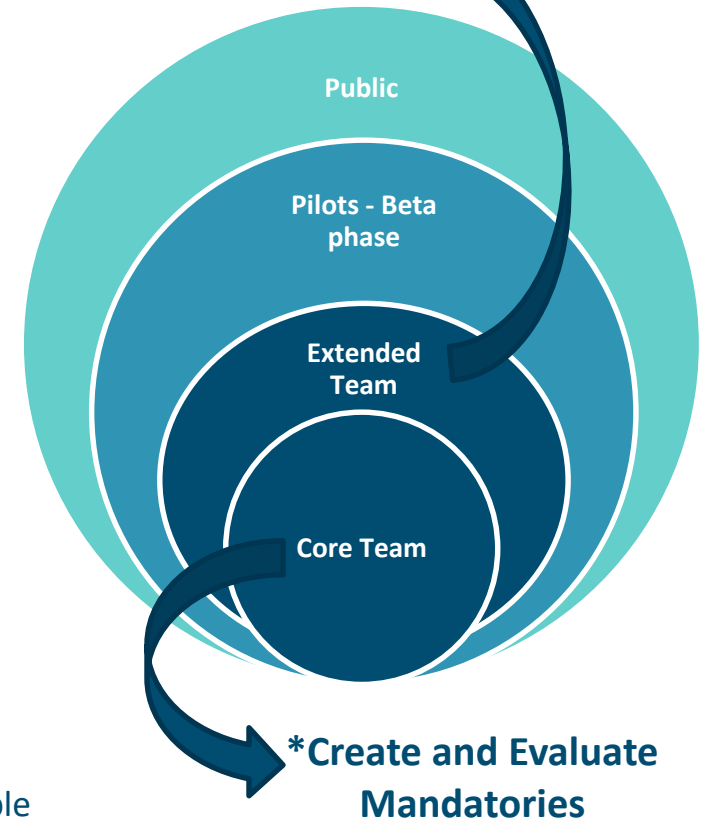 Public
Pilots - Beta
phase
Extended
Team
Core Team
*Create and Evaluate
Mandatories